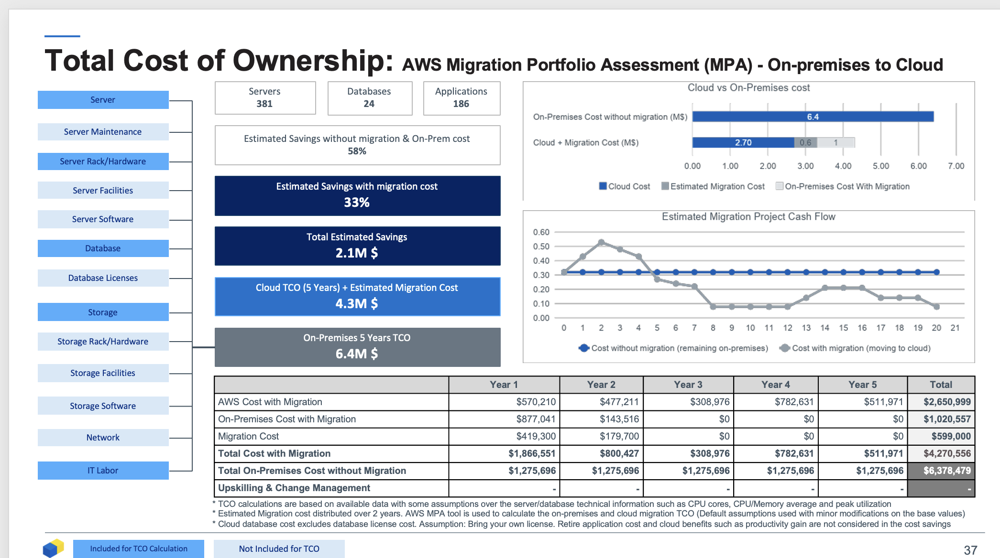 Total Cost of Ownership: AWS Migration Portfolio Assessment (MPA) - On-premises to Cloud
Server
Server Maintenance
Server Rack/Hardware
Server Facilities
Server Software
Database
Database Licenses
Storage
Storage Rack/Hardware
Storage Facilities
Storage Software
Network
IT Labor
Servers
381
Databases
24
Applications
186
Estimated Savings without migration & On-Prem cost
58%
Estimated Savings with migration cost
33%
Total Estimated Savings
2.1M $
Cloud TCO (5 Years) + Estimated Migration Cost
4.3M $
On-Premises 5 Years TCO
6.4M $
Cloud vs On-Premises cost
On-Premises Cost without migration (M$) 6.4
Cloud + Migration Cost (M$) 2.70 0.6 1
0.00 1.00 2.00 3.00 4.00 5.00 6.00 7.00
Cloud Cost Estimated Migration Cost On-Premises Cost With Migration
Estimated Migration Project Cash Flow
0.60
0.50
0.40
0.30
0.20
0.10
0.00
0 1 2 3 4 5 6 7 8 9 10 11 12 13 14 15 16 17 18 19 20 21
Cost without migration (remaining on-premises) Cost with migration (moving to cloud)
Year 1 Year 2 Year 3 Year 4 Year 5 Total
AWS Cost with Migration $570,210 $477,211 $308,976 $782,631 $511,971 $2,650,999
On-Premises Cost with Migration $877,041 $143,516 $0 $0 $0 $1,020,557
Migration Cost $419,300 $179,700 $0 $0 $0 $599,000
Total Cost with Migration $1,866,551 $800,427 $308,976 $782,631 $511,971 $4,270,556
Total On-Premises Cost without Migration $1,275,696 $1,275,696 $1,275,696 $1,275,696 $1,275,696 $6,378,479
Upskilling & Change Management - - - - - -
* TCO calculations are based on available data with some assumptions over the server/database technical information such as CPU cores, CPU/Memory average and peak utilization
* Estimated Migration cost distributed over 2 years. AWS MPA tool is used to calculate the on-premises and cloud migration TCO (Default assumptions used with minor modifications on the base values)
* Cloud database cost excludes database license cost. Assumption: Bring your own license. Retire application cost and cloud benefits such as productivity gain are not considered in the cost savings
Included for TCO Calculation
Not Included for TCO
37